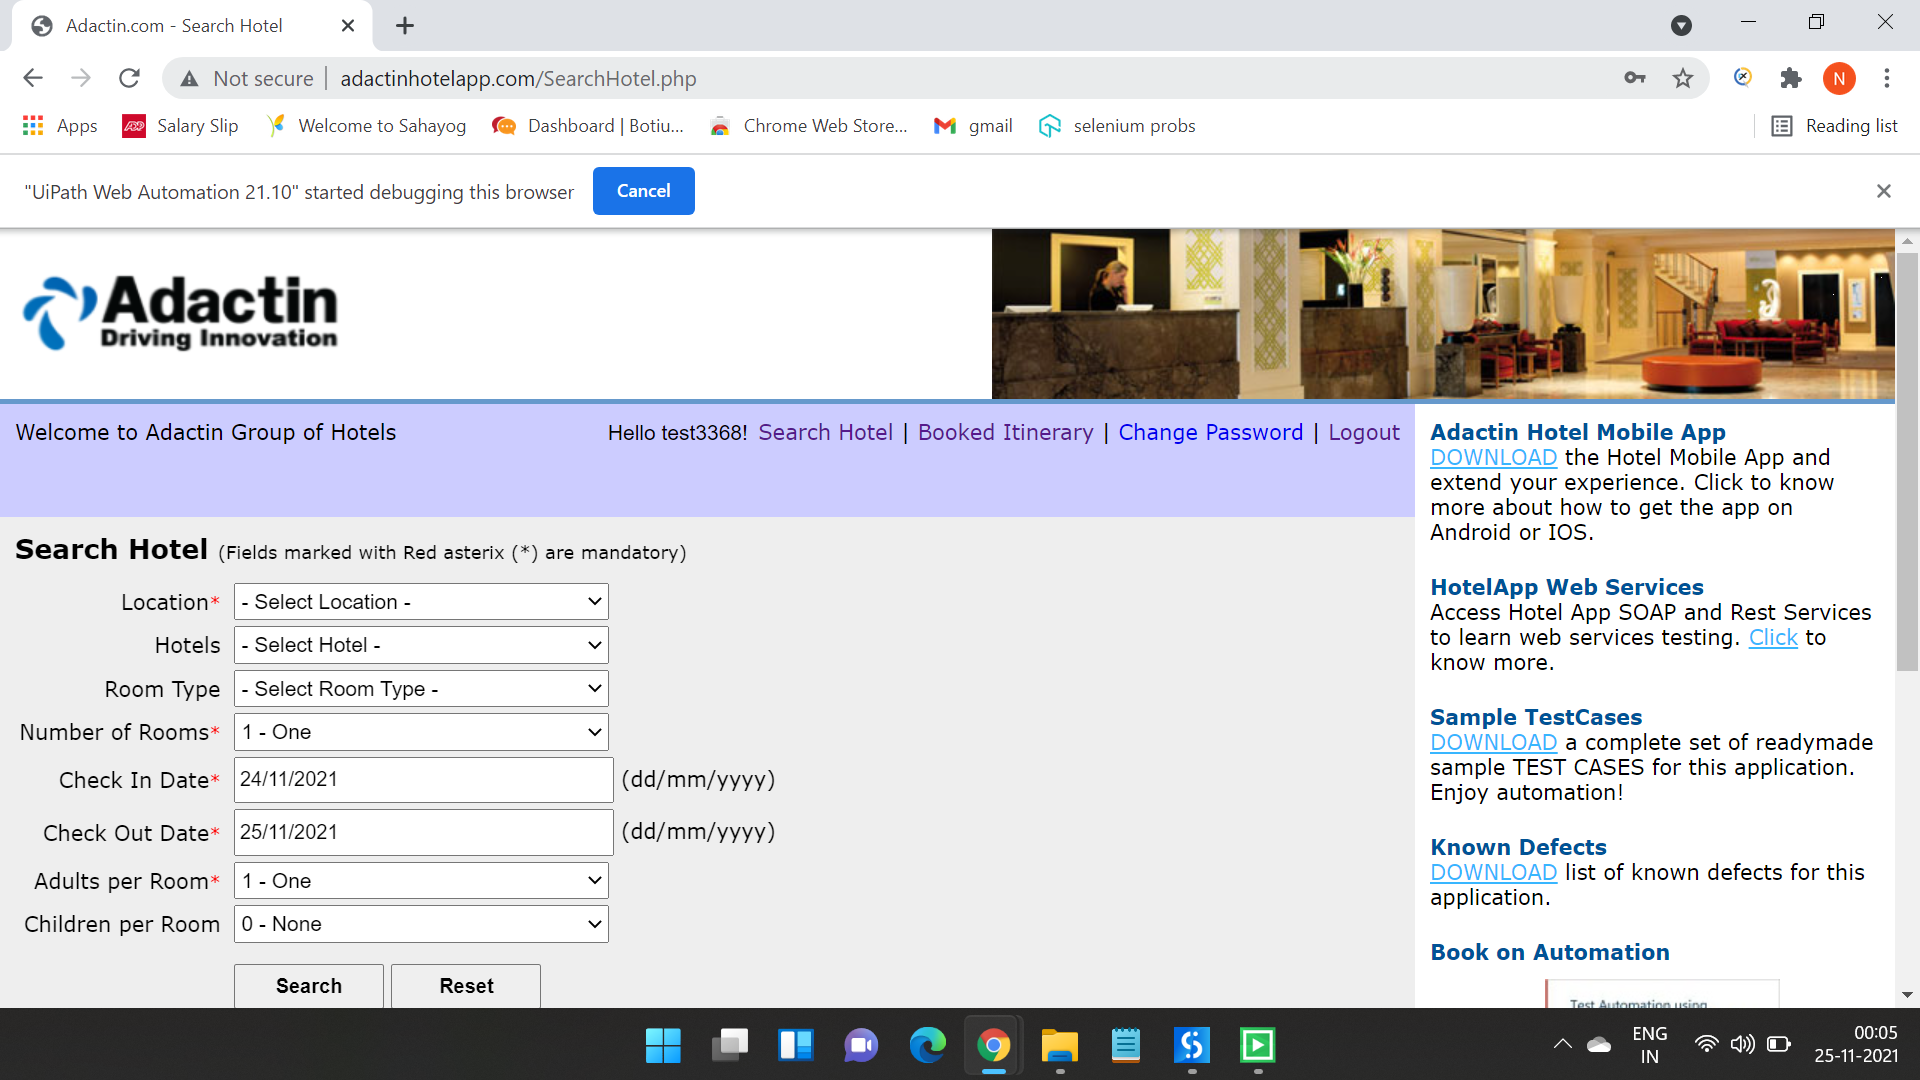 Adactin.com - Search Hotel
Not secure adactinhotelapp.com/SearchHotel.php
N
Apps Salary Slip Welcome to Sahayog Dashboard | Botiu... Chrome Web Store... gmail selenium probs Reading list
"UiPath Web Automation 21.10" started debugging this browser Cancel
Adactin
Driving Innovation
Welcome to Adactin Group of Hotels
Hello test3368! Search Hotel | Booked Itinerary | Change Password | Logout
Search Hotel (Fields marked with Red asterix (*) are mandatory)
Location* - Select Location -
Hotels - Select Hotel -
Room Type - Select Room Type -
Number of Rooms* 1 - One
Check In Date* 24/11/2021 (dd/mm/yyyy)
Check Out Date* 25/11/2021 (dd/mm/yyyy)
Adults per Room* 1 - One
Children per Room 0 - None
Search Reset
Adactin Hotel Mobile App
DOWNLOAD the Hotel Mobile App and
extend your experience. Click to know
more about how to get the app on
Android or IOS.
HotelApp Web Services
Access Hotel App SOAP and Rest Services
to learn web services testing. Click to
know more.
Sample TestCases
DOWNLOAD a complete set of readymade
sample TEST CASES for this application.
Enjoy automation!
Known Defects
DOWNLOAD list of known defects for this
application.
Book on Automation
Test Automation using
ENG
IN
00:05
25-11-2021